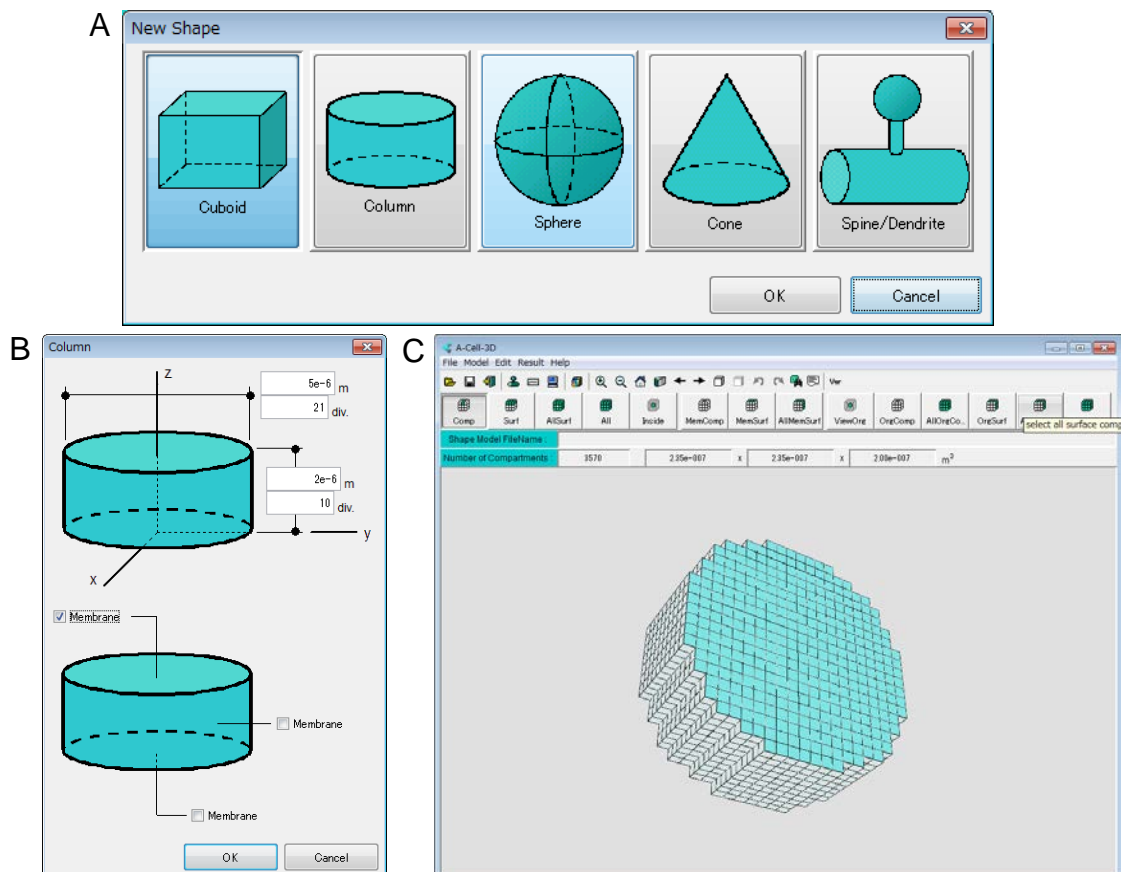 A
New Shape
Cuboid
Column
Sphere
Cone
Spine/Dendrite
OK
Cancel
B
Column
Z
5e-6 m
21 div.
2e-6 m
10 div.
y
x
Membrane
Membrane
Membrane
OK
Cancel
C
A-Cell-3D
File Model Edit Result Help
Ver
Comp Surf AllSurf All Inside MemComp MemSurf AllMemSurf ViewOrg OrgComp AllOrgCo.. OrgSurf A
select all surface comp
Shape Model FileName :
Number of Compartments : 3570 2.35e-007 x 2.35e-007 x 2.00e-007 m³